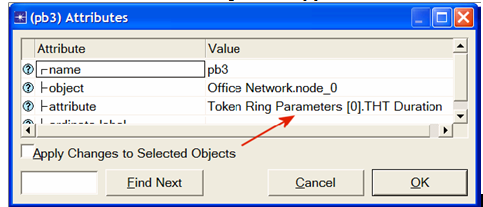 (pb3) Attributes
Attribute Value
name pb3
object Office Network.node_0
attribute Token Ring Parameters [0].THT Duration
Apply Changes to Selected Objects
Find Next Cancel OK